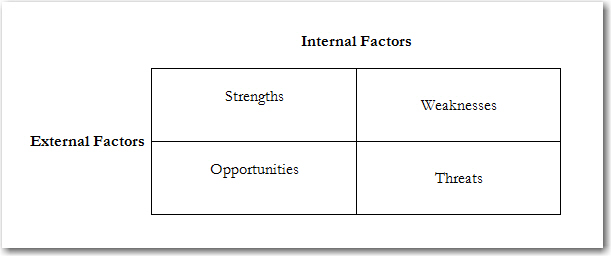 Internal Factors
Strengths
Weaknesses
External Factors
Opportunities
Threats